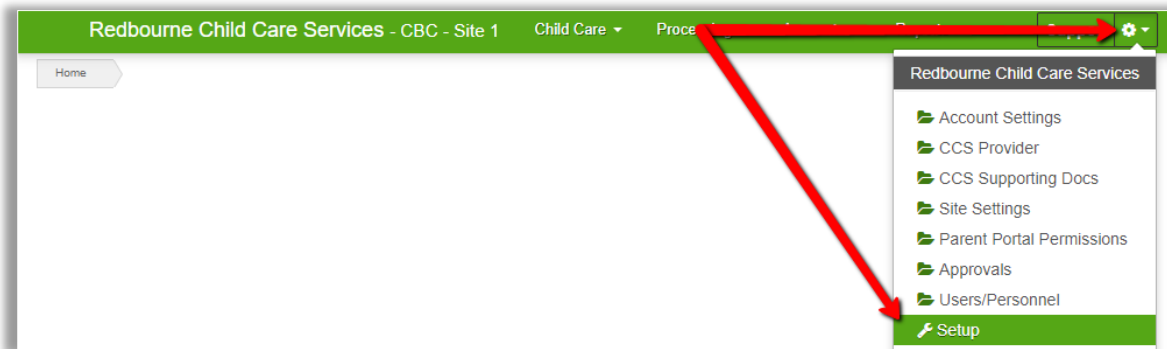 Redbourne Child Care Services - CBC - Site 1 Child Care
Home
Redbourne Child Care Services
Account Settings
CCS Provider
CCS Supporting Docs
Site Settings
Parent Portal Permissions
Approvals
Users/Personnel
Setup